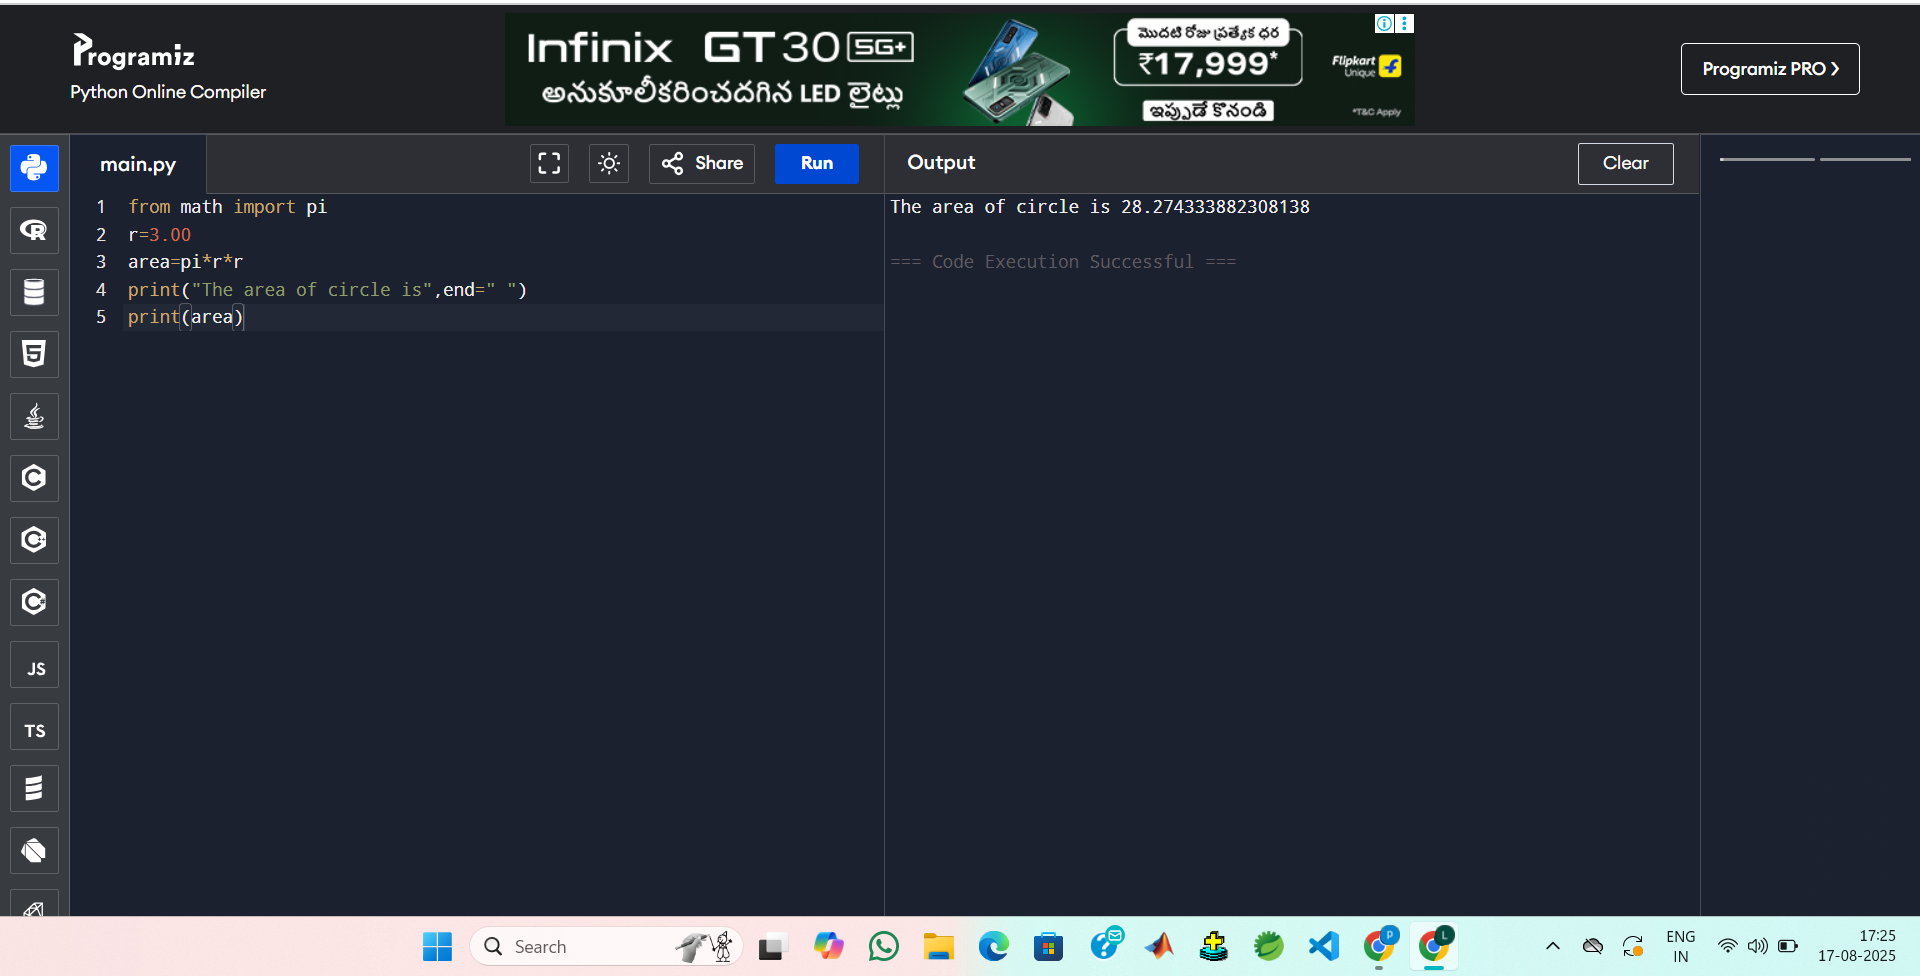 Programiz
Python Online Compiler
Infinix GT 30 5G+
అనుకూలీకరించదగిన LED లైట్లు
మొదటి రోజు ప్రత్యేక ధర
₹17,999*
ఇప్పుడే కొనండి
Flipkart
Unique
*T&C Apply
Programiz PRO ❯
main.py
Share
Run
Output
Clear
1 from math import pi
2 r=3.00
3 area=pi*r*r
4 print("The area of circle is",end=" ")
5 print(area)
The area of circle is 28.274333882308138
=== Code Execution Successful ===
JS
TS
Search
P
L
ENG
IN
17:25
17-08-2025